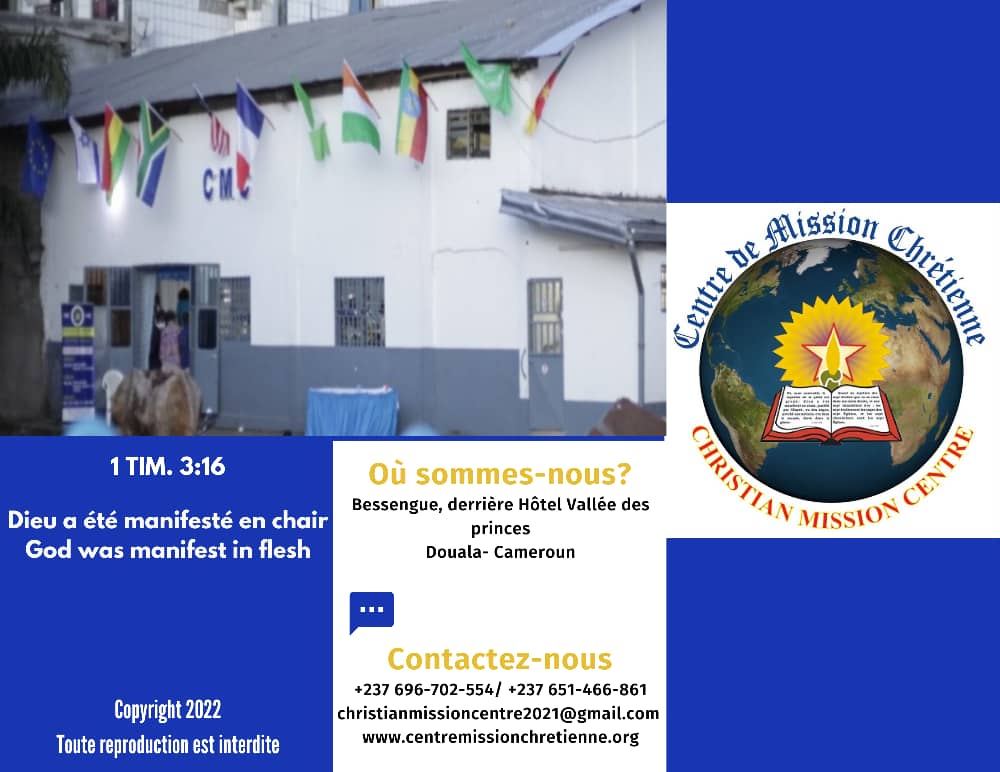 CMC
1 TIM. 3:16
Dieu a été manifesté en chair
God was manifest in flesh
Copyright 2022
Toute reproduction est interdite
Où sommes-nous?
Bessengue, derrière Hôtel Vallée des
princes
Douala- Cameroun
Contactez-nous
+237 696-702-554/ +237 651-466-861
christianmissioncentre2021@gmail.com
www.centremissionchretienne.org
Centre de Mission Chrétienne
CHRISTIAN MISSION CENTRE